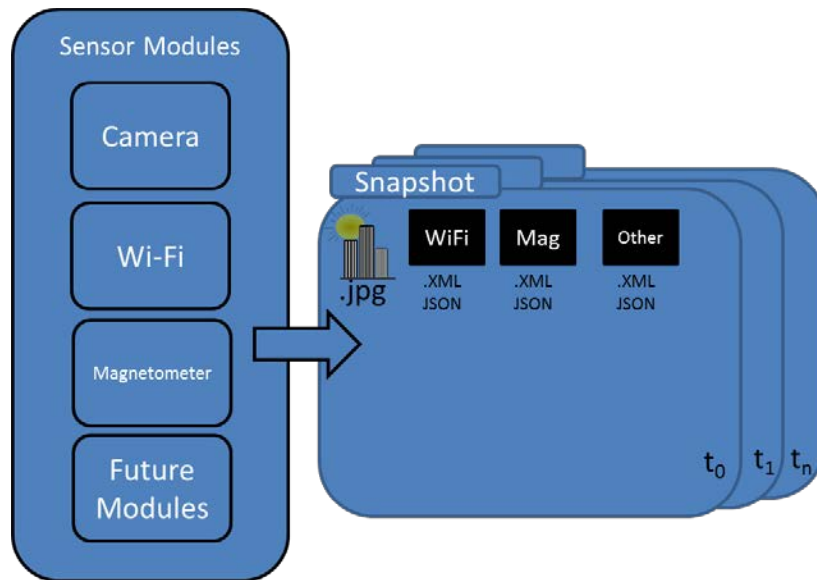 Sensor Modules
Camera
Wi-Fi
Magnetometer
Future
Modules
Snapshot
.jpg
WiFi
.XML
JSON
Mag
.XML
JSON
Other
.XML
JSON
t0
t1
tn